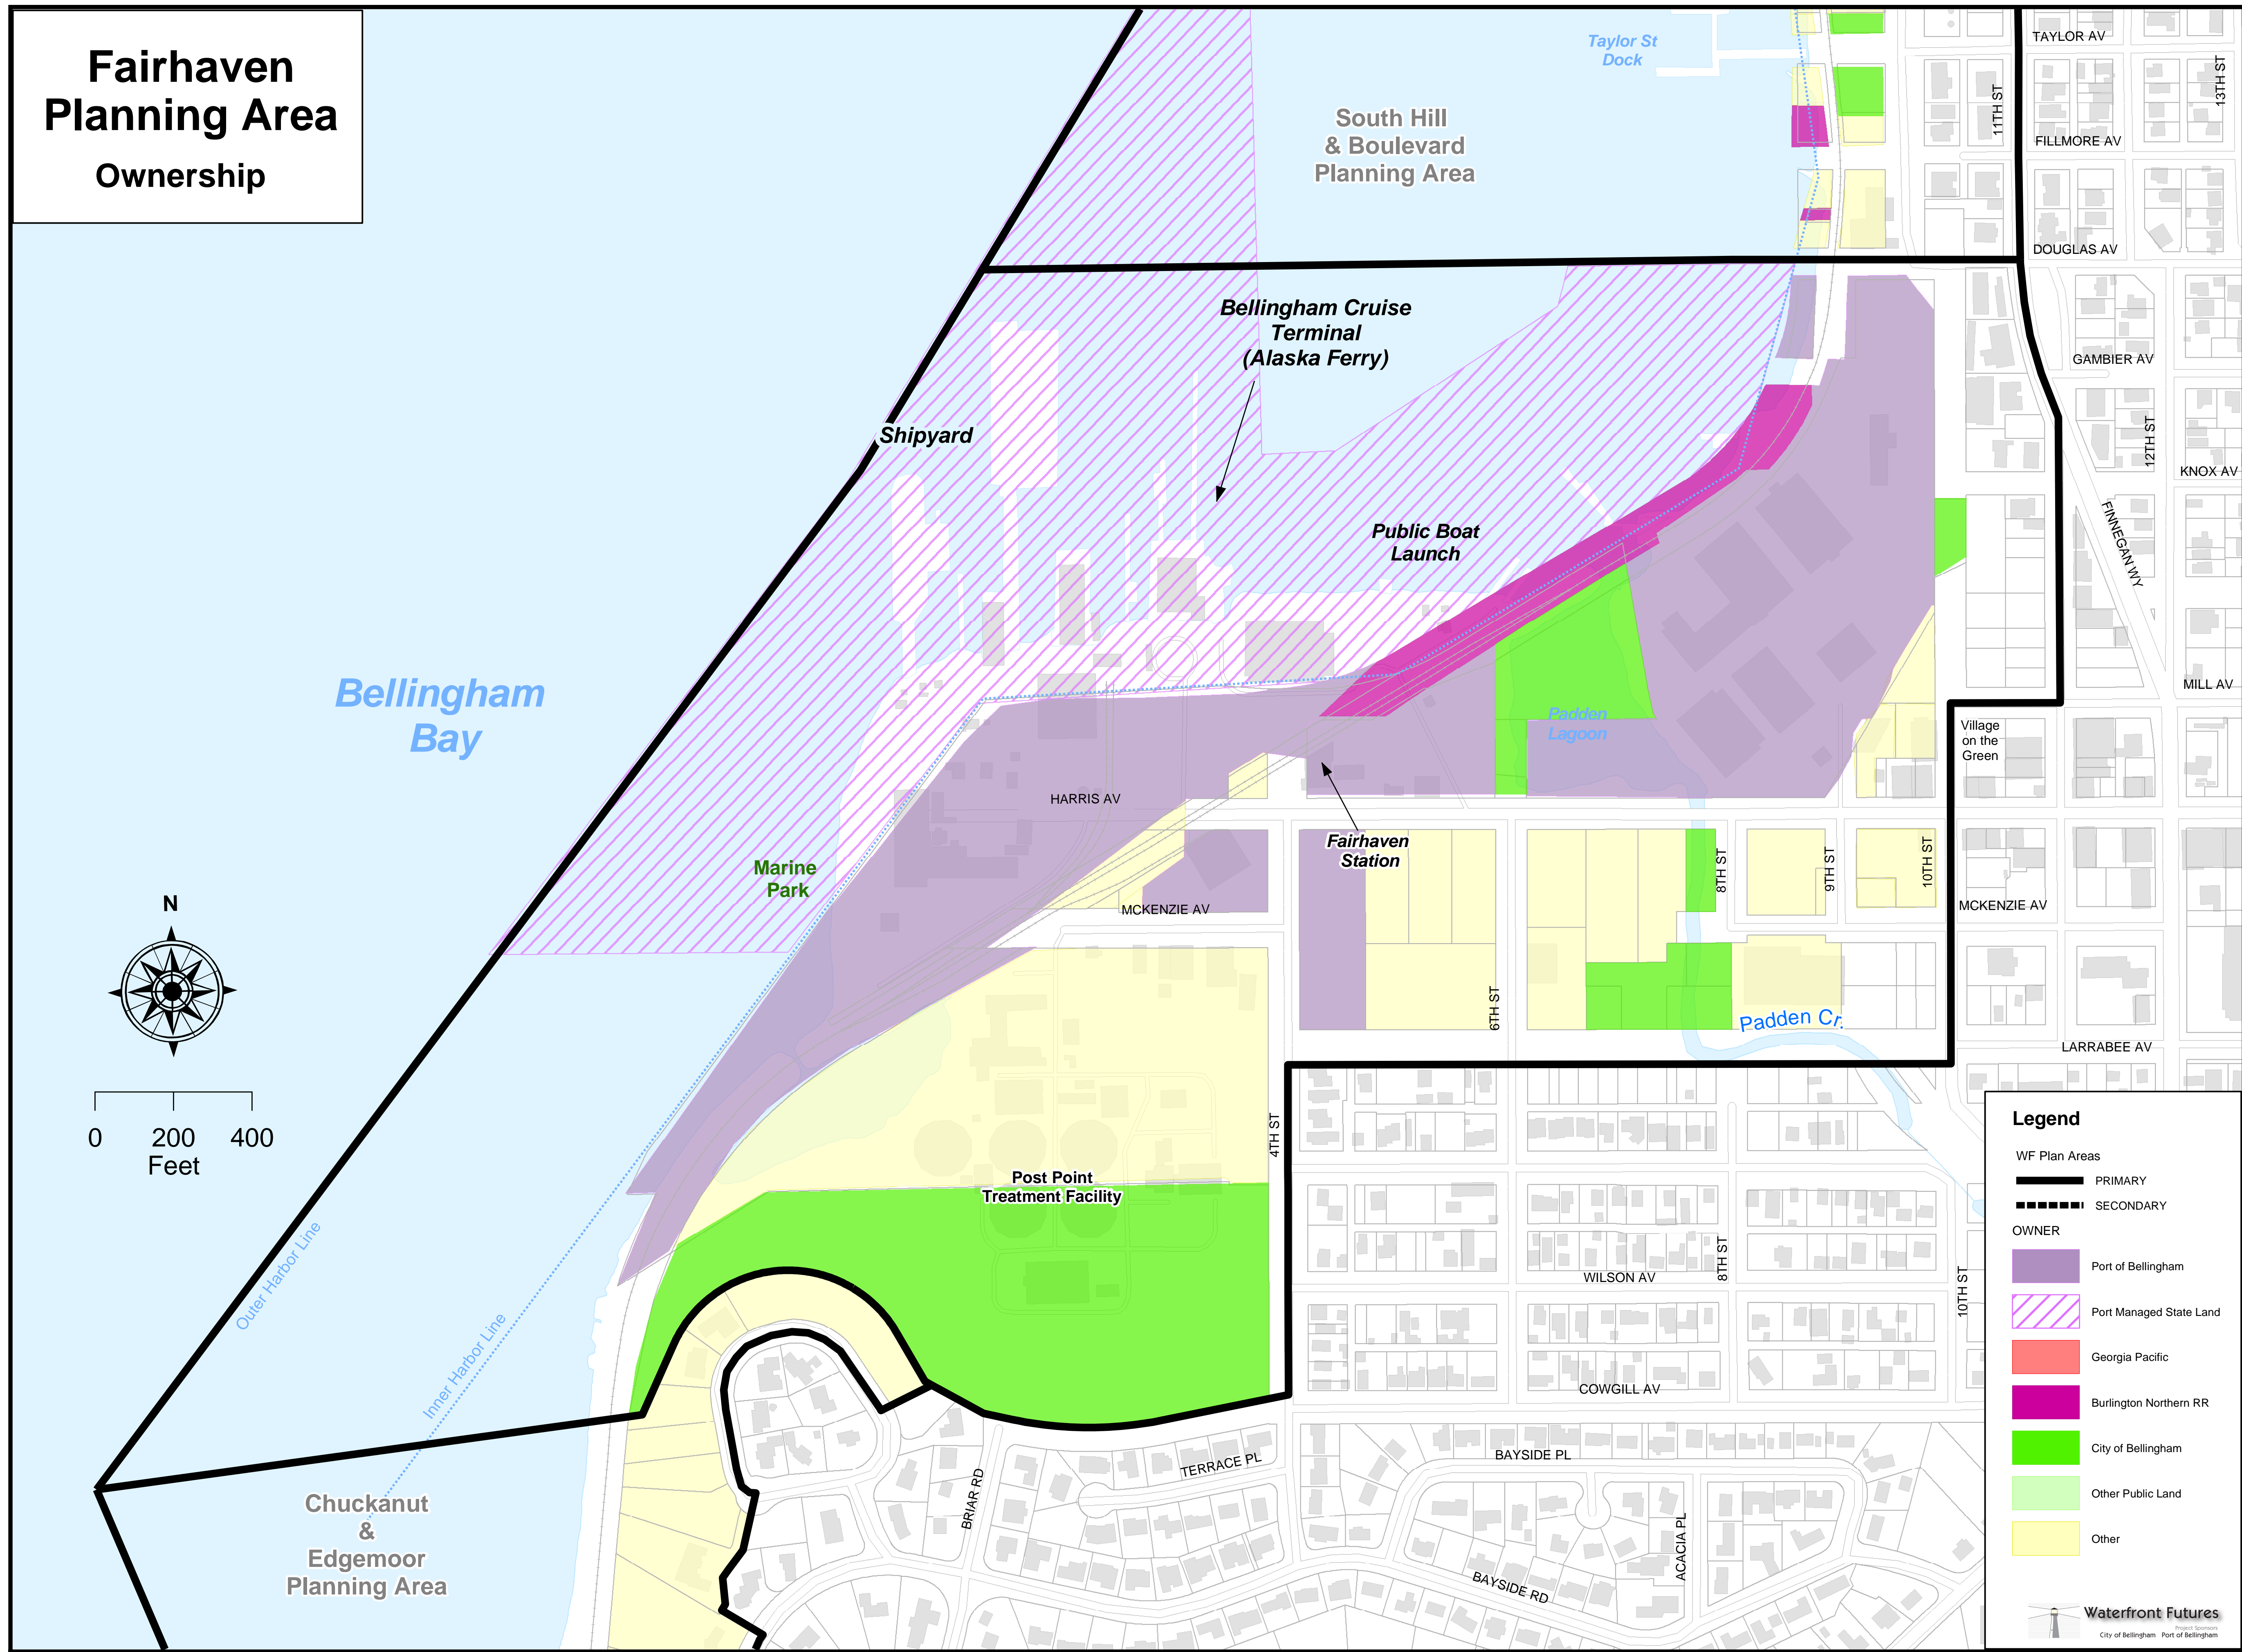 Fairhaven
Planning Area
Ownership
Taylor St
Dock
South Hill
& Boulevard
Planning Area
TAYLOR AV
13TH ST
11TH ST
FILLMORE AV
DOUGLAS AV
Bellingham Cruise
Terminal
(Alaska Ferry)
GAMBIER AV
Shipyard
12TH ST
KNOX AV
Public Boat
Launch
FINNEGAN WY
Bellingham
Bay
MILL AV
Padden
Lagoon
Village
on the
Green
HARRIS AV
Fairhaven
Station
Marine
Park
8TH ST
9TH ST
10TH ST
MCKENZIE AV
MCKENZIE AV
N
6TH ST
Padden Cr.
LARRABEE AV
0 200 400
Feet
4TH ST
Post Point
Treatment Facility
Outer Harbor Line
Inner Harbor Line
8TH ST
WILSON AV
10TH ST
COWGILL AV
BAYSIDE PL
TERRACE PL
BRIAR RD
ACACIA PL
BAYSIDE RD
Chuckanut
&
Edgemoor
Planning Area
Legend
WF Plan Areas
PRIMARY
SECONDARY
OWNER
Port of Bellingham
Port Managed State Land
Georgia Pacific
Burlington Northern RR
City of Bellingham
Other Public Land
Other
Waterfront Futures
Project Sponsors
City of Bellingham Port of Bellingham